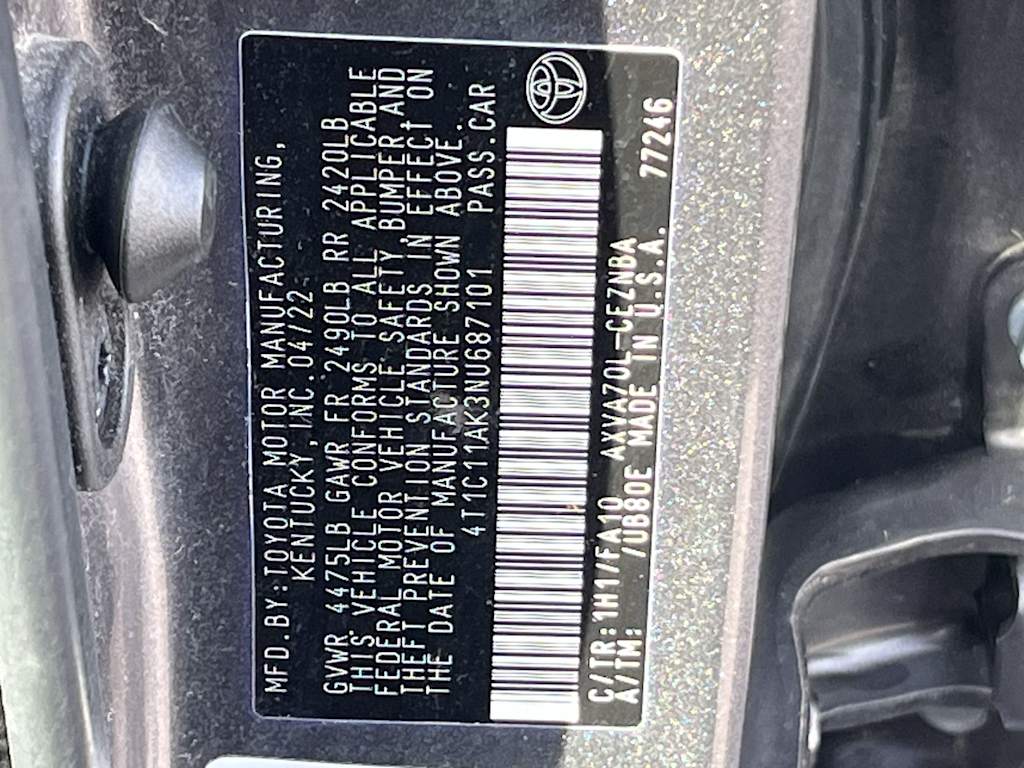 MFD.BY:TOYOTA MOTOR MANUFACTURING,
KENTUCKY, INC.04/22
GVWR 4475LB GAWR FR 2490LB RR 2420LB
THIS VEHICLE CONFORMS TO ALL APPLICABLE
FEDERAL MOTOR VEHICLE SAFETY BUMPER AND
THEFT PREVENTION STANDARDS IN EFFECT ON
THE DATE OF MANUFACTURE SHOWN ABOVE.
4T1C11AK3NU687101 PASS.CAR
C/TR:1H1/FA10 AXVA70L-CEZNBA
A/TM: /UB80E MADE IN U.S.A. 77246